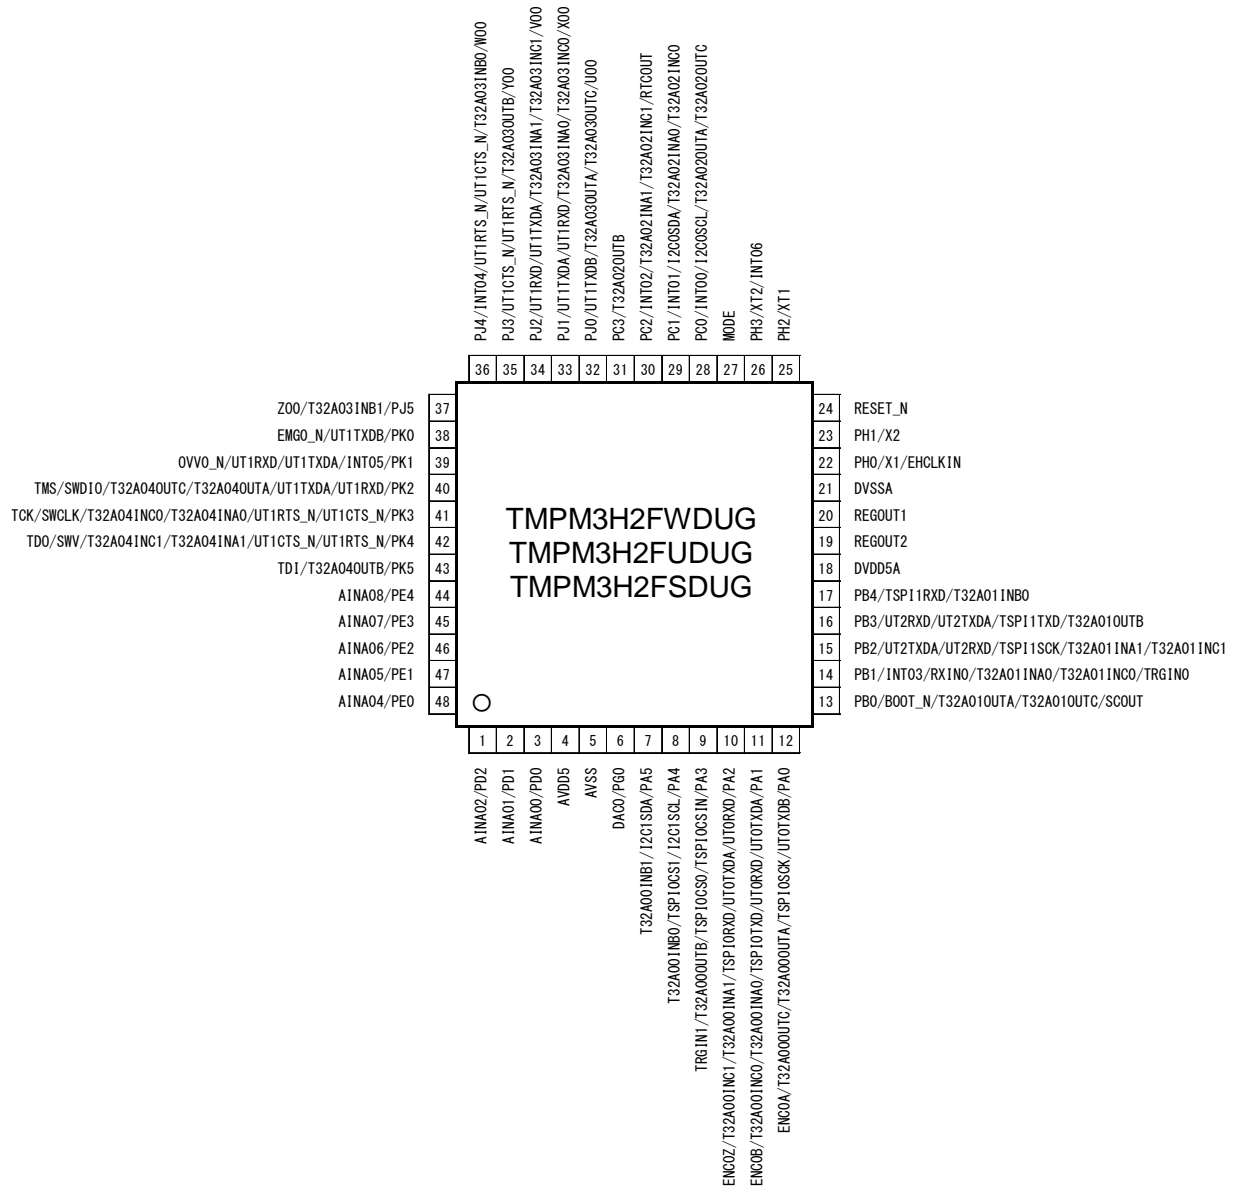 PJ4/INT04/UT1RTS_N/UT1CTS_N/T32A03INB0/WO0
PJ3/UT1CTS_N/UT1RTS_N/T32A03OUTB/YO0
PJ2/UT1RXD/UT1TXDA/T32A03INA1/T32A03INC1/VO0
PJ1/UT1TXDA/UT1RXD/T32A03INA0/T32A03INC0/XO0
PJ0/UT1TXDB/T32A03OUTA/T32A03OUTC/UO0
PC3/T32A02OUTB
PC2/INT02/T32A02INA1/T32A02INC1/RTCOUT
PC1/INT01/I2C0SDA/T32A02INA0/T32A02INC0
PC0/INT00/I2C0SCL/T32A02OUTA/T32A02OUTC
MODE
PH3/XT2/INT06
PH2/XT1
36 35 34 33 32 31 30 29 28 27 26 25
ZO0/T32A03INB1/PJ5 37
EMG0_N/UT1TXDB/PK0 38
OVV0_N/UT1RXD/UT1TXDA/INT05/PK1 39
TMS/SWDIO/T32A04OUTC/T32A04OUTA/UT1TXDA/UT1RXD/PK2 40
TCK/SWCLK/T32A04INC0/T32A04INA0/UT1RTS_N/UT1CTS_N/PK3 41
TDO/SWV/T32A04INC1/T32A04INA1/UT1CTS_N/UT1RTS_N/PK4 42
TDI/T32A04OUTB/PK5 43
AINA08/PE4 44
AINA07/PE3 45
AINA06/PE2 46
AINA05/PE1 47
AINA04/PE0 48
TMPM3H2FWDUG
TMPM3H2FUDUG
TMPM3H2FSDUG
24 RESET_N
23 PH1/X2
22 PH0/X1/EHCLKIN
21 DVSSA
20 REGOUT1
19 REGOUT2
18 DVDD5A
17 PB4/TSPI1RXD/T32A01INB0
16 PB3/UT2RXD/UT2TXDA/TSPI1TXD/T32A01OUTB
15 PB2/UT2TXDA/UT2RXD/TSPI1SCK/T32A01INA1/T32A01INC1
14 PB1/INT03/RXIN0/T32A01INA0/T32A01INC0/TRGIN0
13 PB0/BOOT_N/T32A01OUTA/T32A01OUTC/SCOUT
1 2 3 4 5 6 7 8 9 10 11 12
AINA02/PD2
AINA01/PD1
AINA00/PD0
AVDD5
AVSS
DAC0/PG0
T32A00INB1/I2C1SDA/PA5
T32A00INB0/TSPI0CS1/I2C1SCL/PA4
TRGIN1/T32A00OUTB/TSPI0CS0/TSPI0CSIN/PA3
ENC0Z/T32A00INC1/T32A00INA1/TSPI0RXD/UT0TXDA/UT0RXD/PA2
ENC0B/T32A00INC0/T32A00INA0/TSPI0TXD/UT0RXD/UT0TXDA/PA1
ENC0A/T32A00OUTC/T32A00OUTA/TSPI0SCK/UT0TXDB/PA0